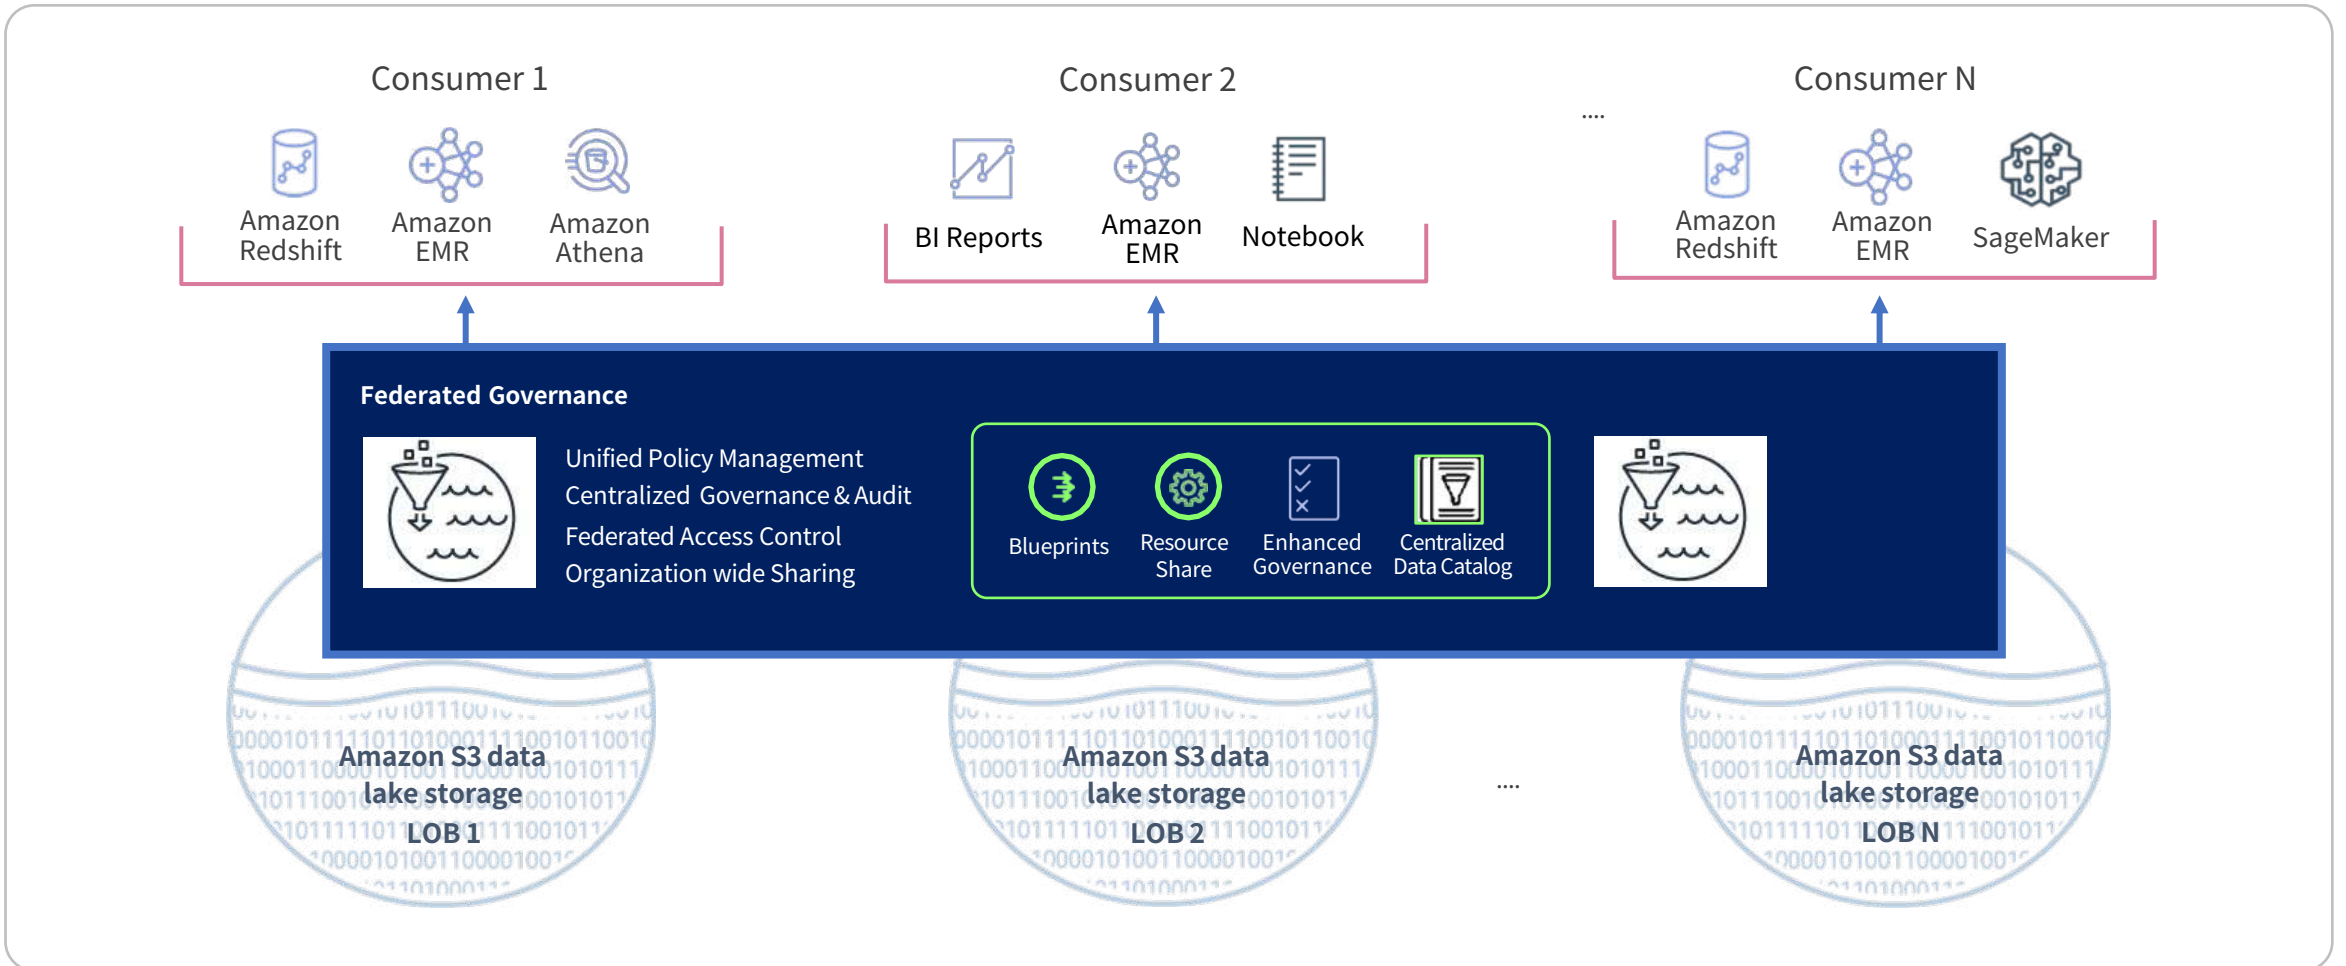 Consumer 1
Consumer 2
....
Consumer N
Amazon
Redshift
Amazon
EMR
Amazon
Athena
BI Reports
Amazon
EMR
Notebook
Amazon
Redshift
Amazon
EMR
SageMaker
Federated Governance
Unified Policy Management
Centralized Governance & Audit
Federated Access Control
Organization wide Sharing
Blueprints
Resource
Share
Enhanced
Governance
Centralized
Data Catalog
Amazon S3 data
lake storage
LOB 1
Amazon S3 data
lake storage
LOB 2
....
Amazon S3 data
lake storage
LOB N